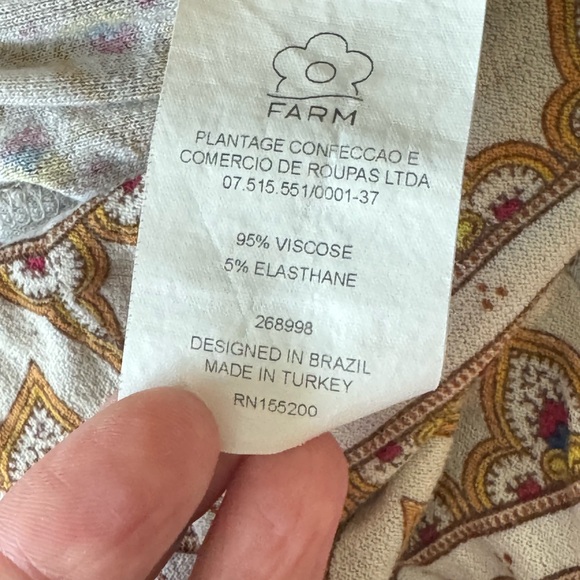 FARM
PLANTAGE CONFECCAO E
COMERCIO DE ROUPAS LTDA
07.515.551/0001-37
95% VISCOSE
5% ELASTHANE
268998
DESIGNED IN BRAZIL
MADE IN TURKEY
RN155200